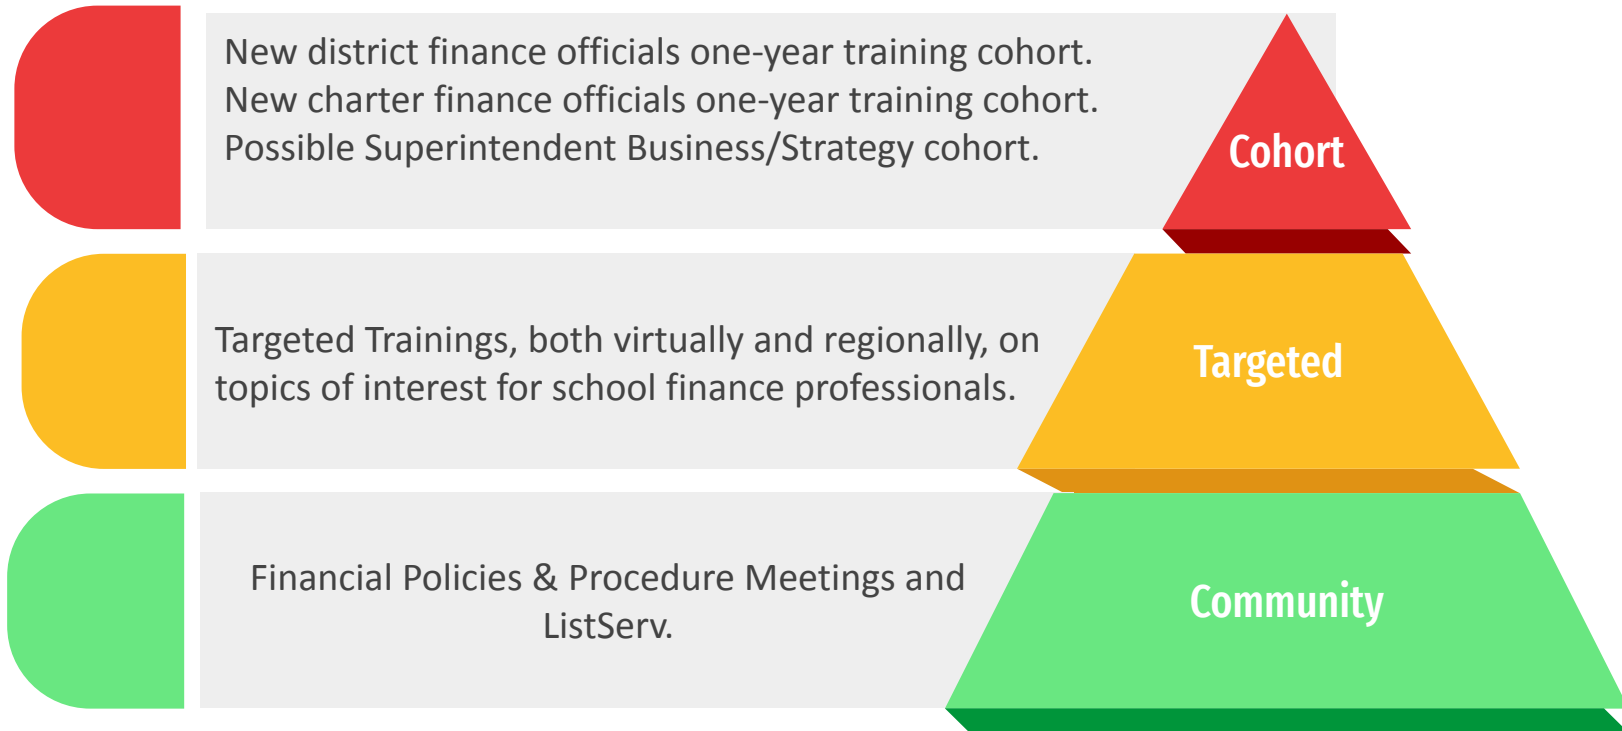 New district finance officials one-year training cohort.
New charter finance officials one-year training cohort.
Possible Superintendent Business/Strategy cohort.
Cohort
Targeted Trainings, both virtually and regionally, on
topics of interest for school finance professionals.
Targeted
Financial Policies & Procedure Meetings and
ListServ.
Community